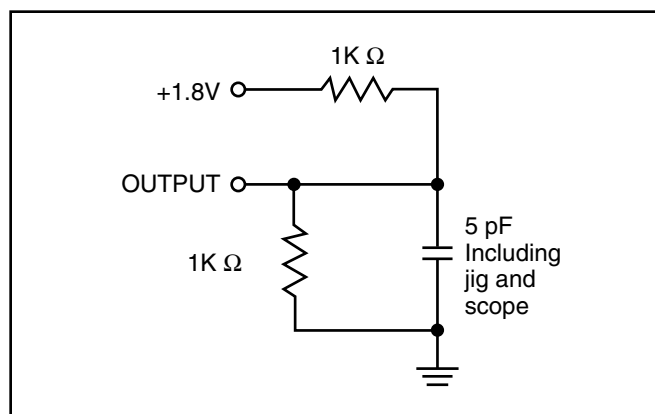 1K Ω
+1.8V
OUTPUT
1K Ω
5 pF
Including
jig and
scope